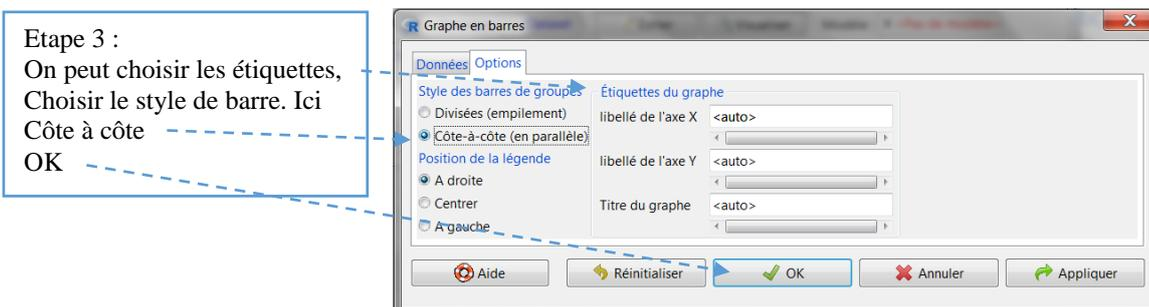 Etape 3 :
On peut choisir les étiquettes,
Choisir le style de barre. Ici
Côte à côte
OK
Graphe en barres
Données Options
Style des barres de groupes
Divisées (empilement)
Côte-à-côte (en parallèle)
Position de la légende
A droite
Centrer
A gauche
Étiquettes du graphe
libellé de l'axe X <auto>
libellé de l'axe Y <auto>
Titre du graphe <auto>
Aide Réinitialiser OK Annuler Appliquer